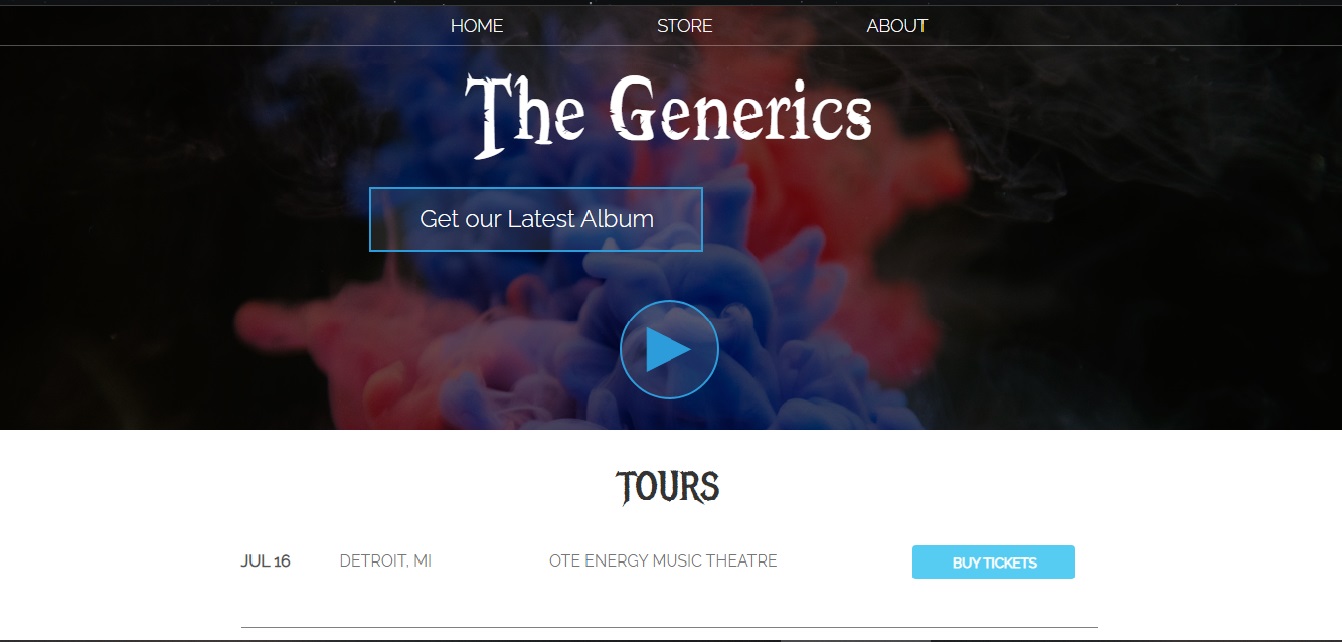 HOME STORE ABOUT
The Generics
Get our Latest Album
TOURS
JUL 16 DETROIT, MI OTE ENERGY MUSIC THEATRE BUY TICKETS